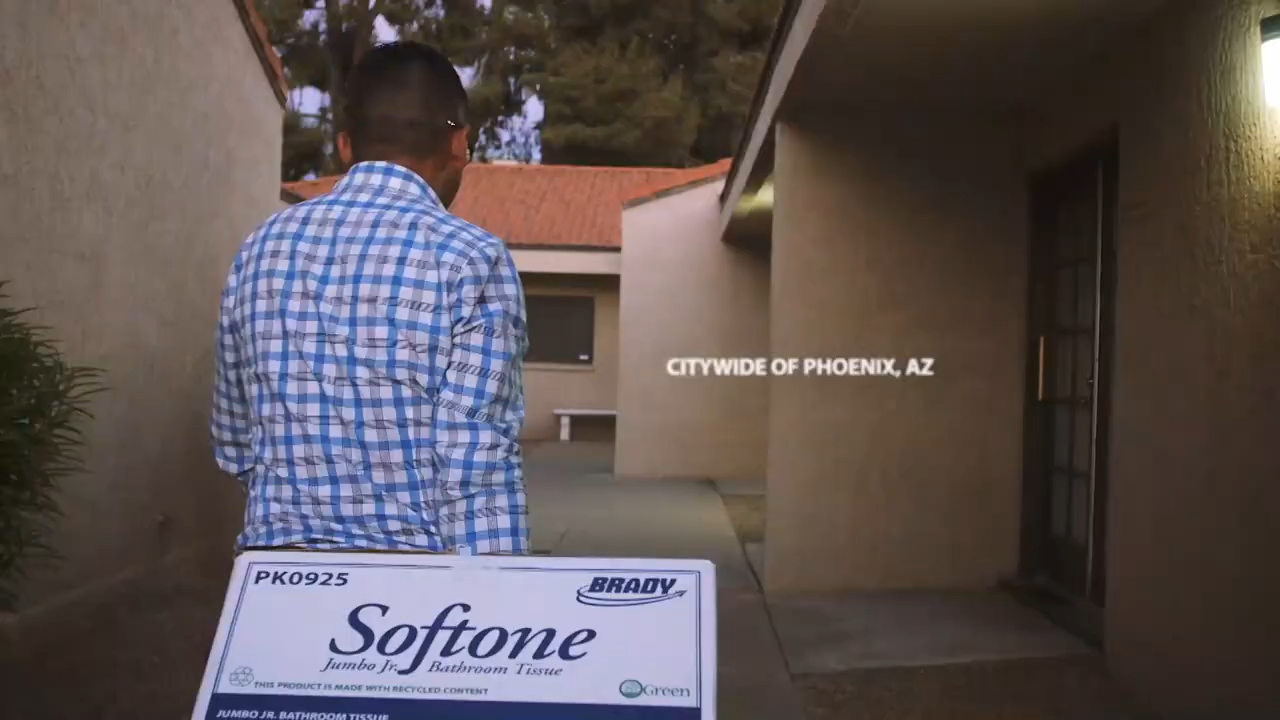 CITYWIDE OF PHOENIX, AZ
PK0925
BRADY
Softone
Jumbo Jr. Bathroom Tissue
THIS PRODUCT IS MADE WITH RECYCLED CONTENT
Green
JUMBO JR. BATHROOM TISSUE